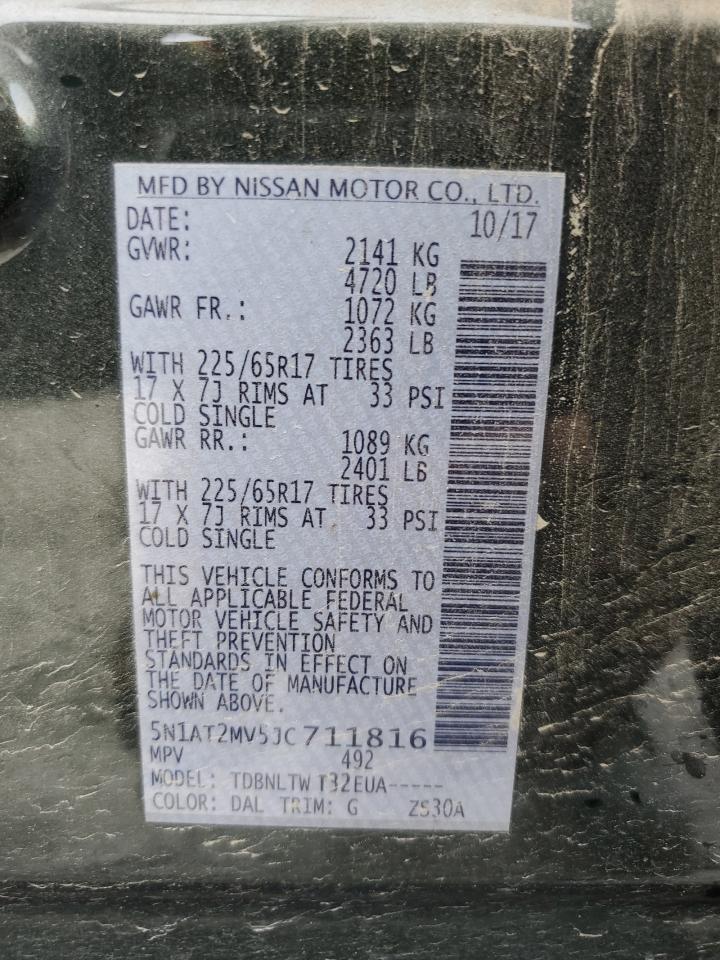 MFD BY NISSAN MOTOR CO., LTD.
DATE: 10/17
GVWR: 2141 KG
4720 LB
GAWR FR.: 1072 KG
2363 LB
WITH 225/65R17 TIRES
17 X 7J RIMS AT 33 PSI
COLD SINGLE
GAWR RR.: 1089 KG
2401 LB
WITH 225/65R17 TIRES
17 X 7J RIMS AT 33 PSI
COLD SINGLE
THIS VEHICLE CONFORMS TO
ALL APPLICABLE FEDERAL
MOTOR VEHICLE SAFETY AND
THEFT PREVENTION
STANDARDS IN EFFECT ON
THE DATE OF MANUFACTURE
SHOWN ABOVE.
5N1AT2MV5JC711816
MPV 492
MODEL: TDBNLTW T32EUA-----
COLOR: DAL TRIM: G ZS30A